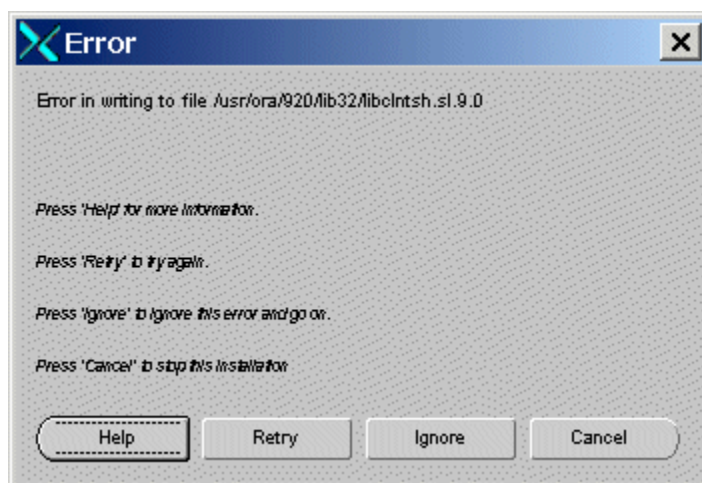 Error
Error in writing to file /usr/ora/920/lib32/libclntsh.sl.9.0
Press 'Help' for more information.
Press 'Retry' to try again.
Press 'Ignore' to ignore this error and go on.
Press 'Cancel' to stop this installation
Help
Retry
Ignore
Cancel